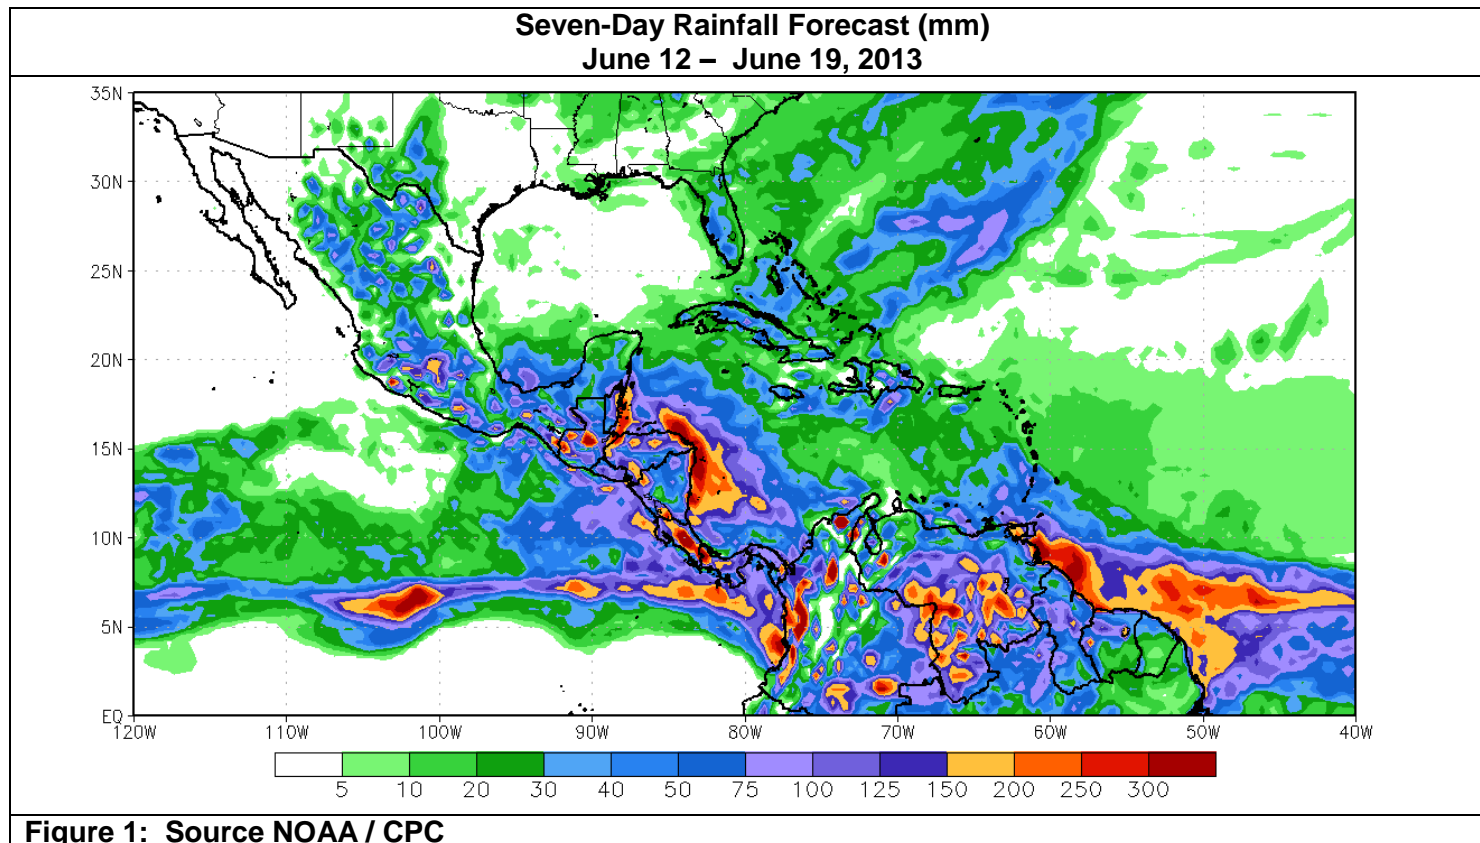 Seven-Day Rainfall Forecast (mm)
June 12 – June 19, 2013
35N
30N
25N
20N
15N
10N
5N
EQ
120W 110W 100W 90W 80W 70W 60W 50W 40W
5 10 20 30 40 50 75 100 125 150 200 250 300
Figure 1: Source NOAA / CPC